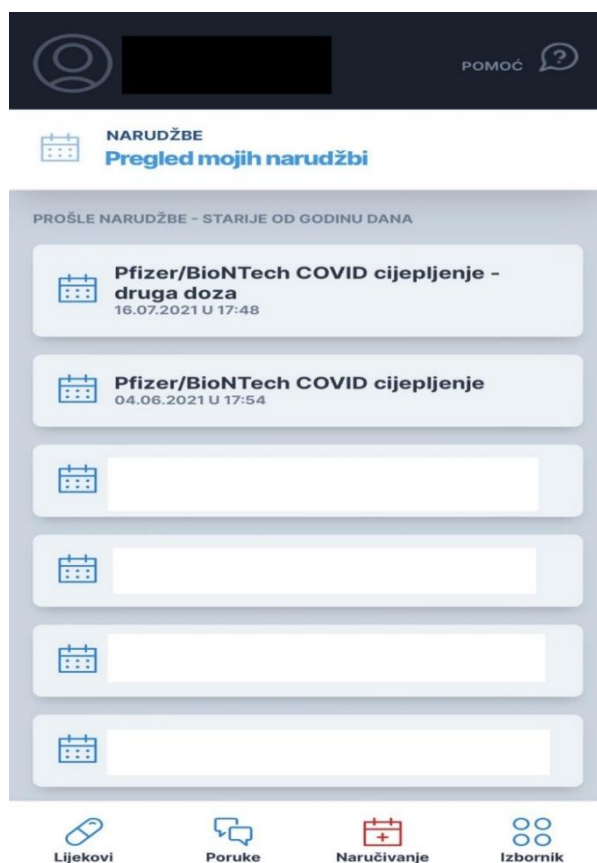 POMOĆ
NARUDŽBE
Pregled mojih narudžbi
PROŠLE NARUDŽBE - STARIJE OD GODINU DANA
Pfizer/BioNTech COVID cijepljenje -
druga doza
16.07.2021 U 17:48
Pfizer/BioNTech COVID cijepljenje
04.06.2021 U 17:54
Lijekovi
Poruke
Naručivanje
Izbornik